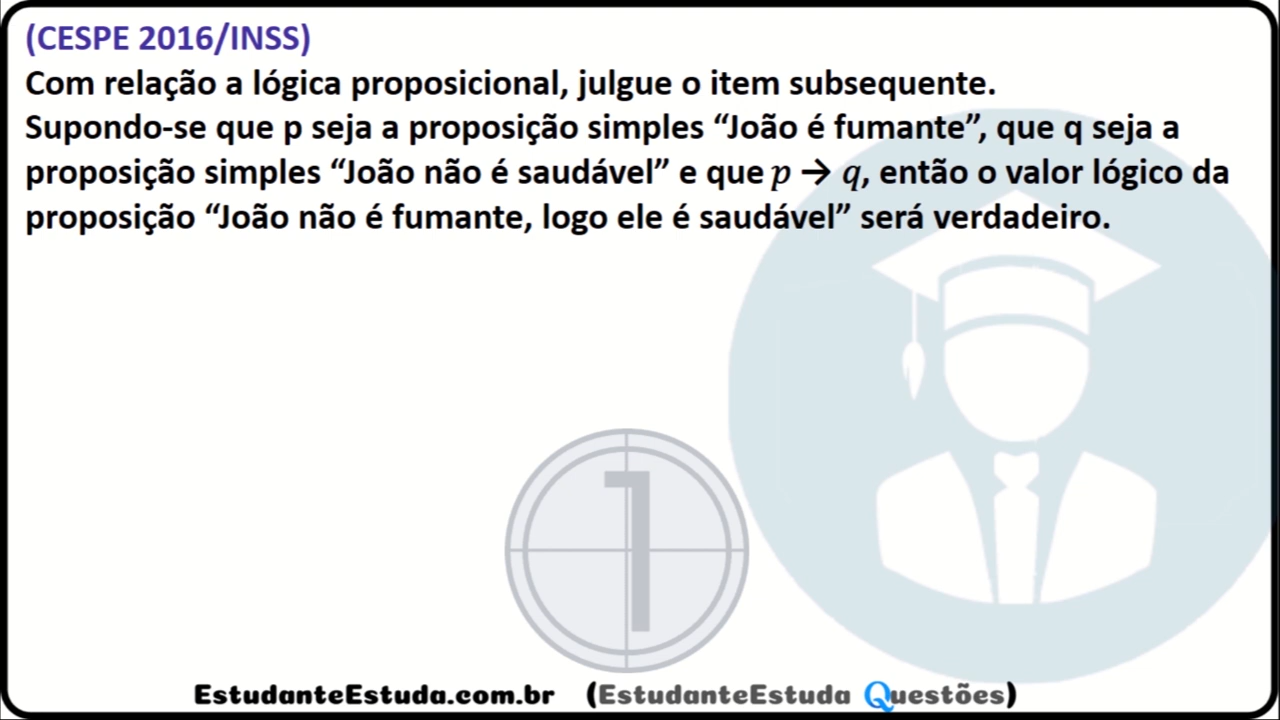 (CESPE 2016/INSS)
Com relação a lógica proposicional, julgue o item subsequente.
Supondo-se que p seja a proposição simples “João é fumante”, que q seja a
proposição simples “João não é saudável” e que p → q, então o valor lógico da
proposição “João não é fumante, logo ele é saudável” será verdadeiro.
1
EstudanteEstuda.com.br (EstudanteEstuda Questões)